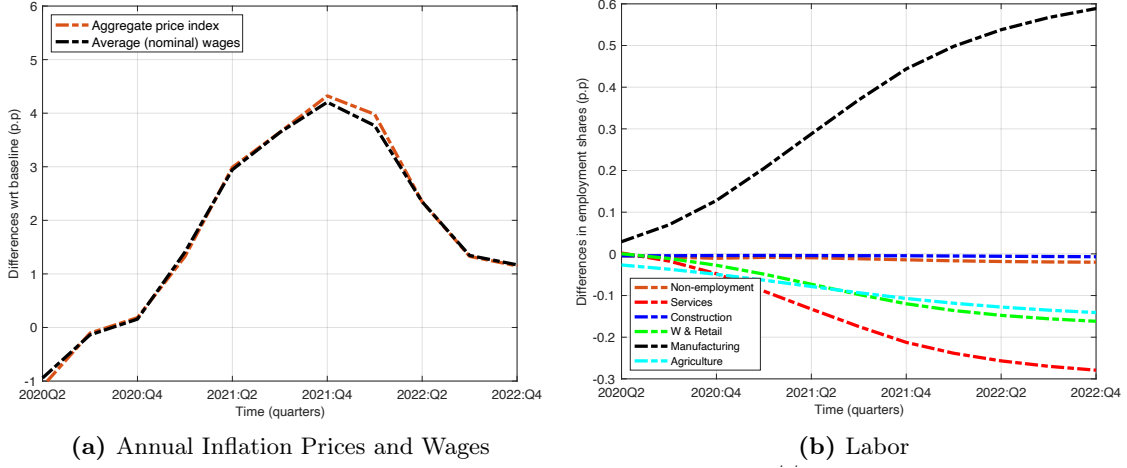 6
5
4
3
2
1
0
-1
Differences wrt baseline (p.p)
Aggregate price index
Average (nominal) wages
2020:Q2
2020:Q4
2021:Q2
2021:Q4
2022:Q2
2022:Q4
Time (quarters)
(a) Annual Inflation Prices and Wages
0.6
0.5
0.4
0.3
0.2
0.1
0
-0.1
-0.2
-0.3
Differences in employment shares (p.p)
Non-employment
Services
Construction
W & Retail
Manufacturing
Agriculture
2020:Q2
2020:Q4
2021:Q2
2021:Q4
2022:Q2
2022:Q4
Time (quarters)
(b) Labor